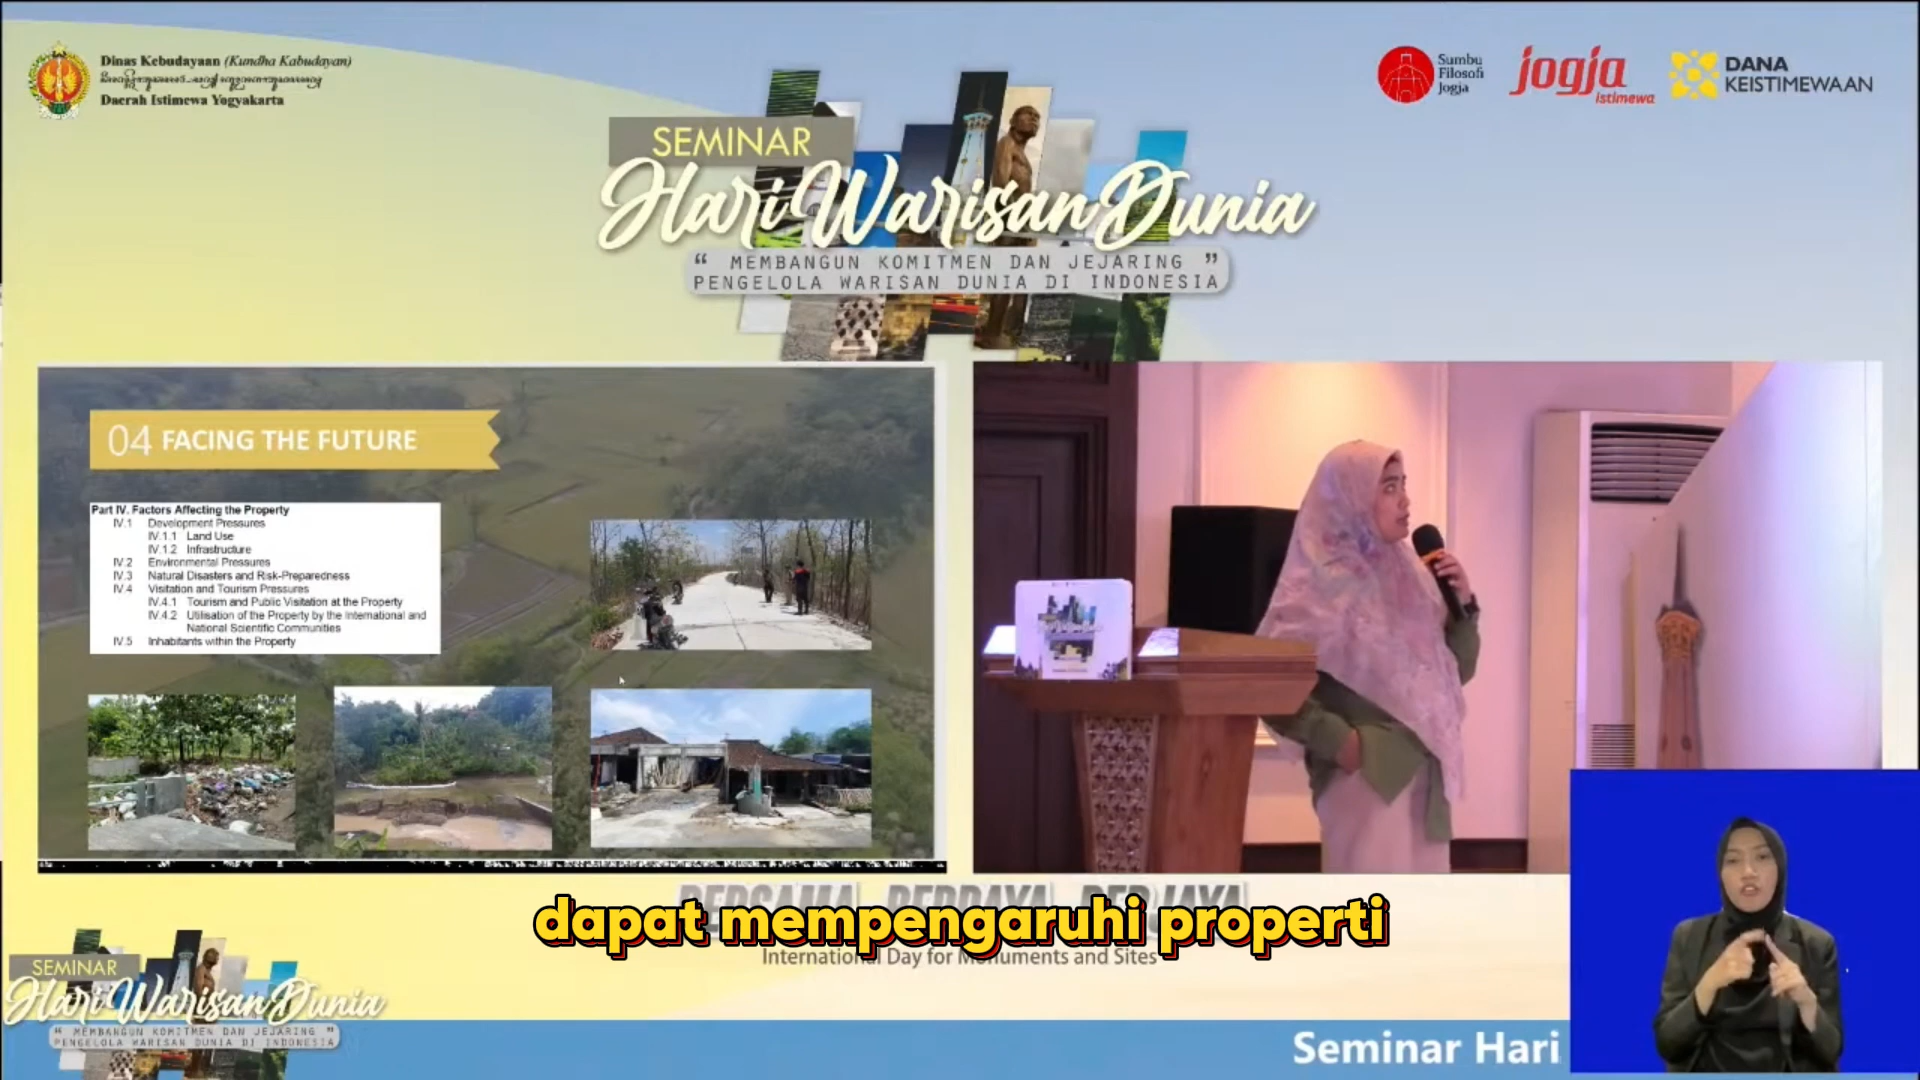 Dinas Kebudayaan (Kundha Kabudayan)
Daerah Istimewa Yogyakarta
Sumbu
Filosofi
Jogja
jogja
istimewa
DANA
KEISTIMEWAAN
SEMINAR
Hari Warisan Dunia
“ MEMBANGUN KOMITMEN DAN JEJARING ”
PENGELOLA WARISAN DUNIA DI INDONESIA
04 FACING THE FUTURE
Part IV. Factors Affecting the Property
IV.1 Development Pressures
IV.1.1 Land Use
IV.1.2 Infrastructure
IV.2 Environmental Pressures
IV.3 Natural Disasters and Risk-Preparedness
IV.4 Visitation and Tourism Pressures
IV.4.1 Tourism and Public Visitation at the Property
IV.4.2 Utilisation of the Property by the International and
National Scientific Communities
IV.5 Inhabitants within the Property
dapat mempengaruhi properti
International Day for Monuments and Sites
SEMINAR
Hari Warisan Dunia
“ MEMBANGUN KOMITMEN DAN JEJARING ”
PENGELOLA WARISAN DUNIA DI INDONESIA
Seminar Hari